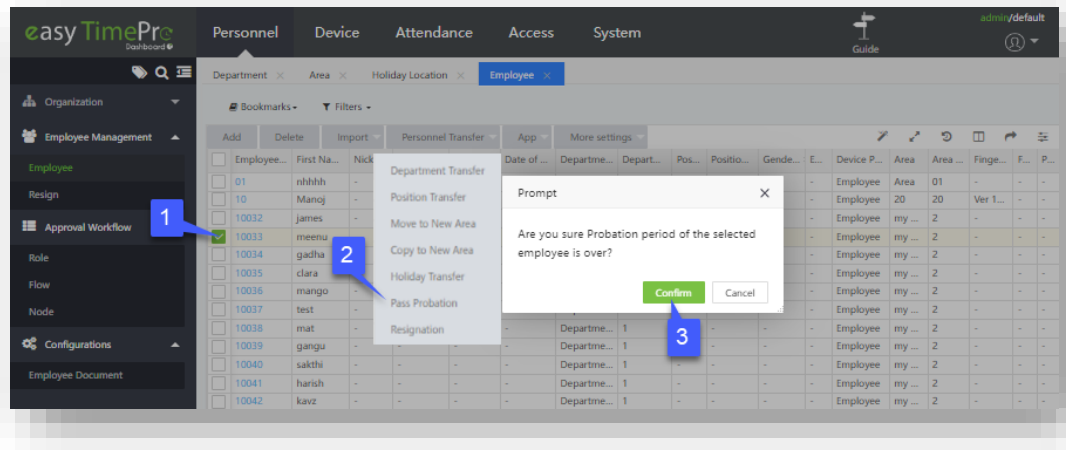 easy TimePro
Dashboard
Personnel Device Attendance Access System
Guide
admin/default
Department × Area × Holiday Location × Employee ×
Organization
Employee Management
Employee
Resign
Approval Workflow
Role
Flow
Node
Configurations
Employee Document
Bookmarks Filters
Add Delete Import Personnel Transfer App More settings
Employee... First Na... Nick Date of ... Departme... Depart... Pos... Positio... Gende... E... Device P... Area Area ... Finge... F... P...
01 nhhhh - Employee Area 01 - - -
10 Manoj - Employee 20 20 Ver 1... - -
10032 james - Employee my ... 2 - - -
10033 meenu - Employee my ... 2 - - -
10034 gadha Employee my ... 2 - - -
10035 clara - Employee my ... 2 - - -
10036 mango - Employee my ... 2 - - -
10037 test - Employee my ... 2 - - -
10038 mat - - Departme... 1 - - - - Employee my ... 2 - - -
10039 gangu - - - - Departme... 1 - - - - Employee my ... 2 - - -
10040 sakthi - - - - Departme... 1 - - - - Employee my ... 2 - - -
10041 harish - - - - Departme... 1 - - - - Employee my ... 2 - - -
10042 kavz - - - - Departme... 1 - - - - Employee my ... 2 - - -
Department Transfer
Position Transfer
Move to New Area
Copy to New Area
Holiday Transfer
Pass Probation
Resignation
Prompt ×
Are you sure Probation period of the selected
employee is over?
Confirm Cancel
1
2
3